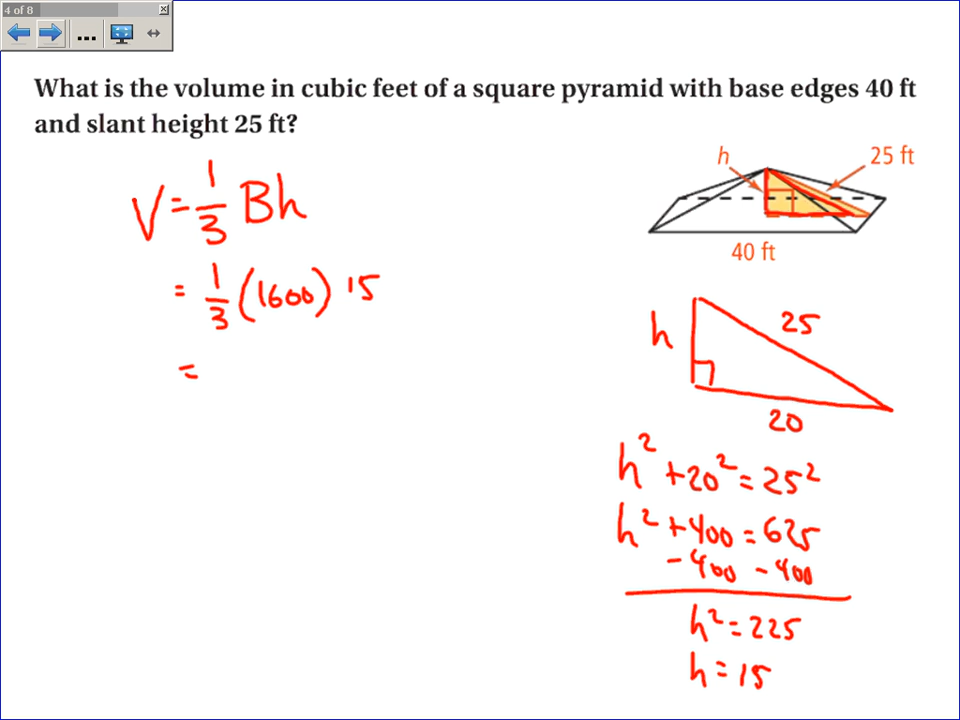 4 of 8
What is the volume in cubic feet of a square pyramid with base edges 40 ft
and slant height 25 ft?
V = 1/3 Bh
= 1/3 (1600) 15
=
h
25 ft
40 ft
h
25
20
h² + 20² = 25²
h² + 400 = 625
- 400 - 400
h² = 225
h = 15